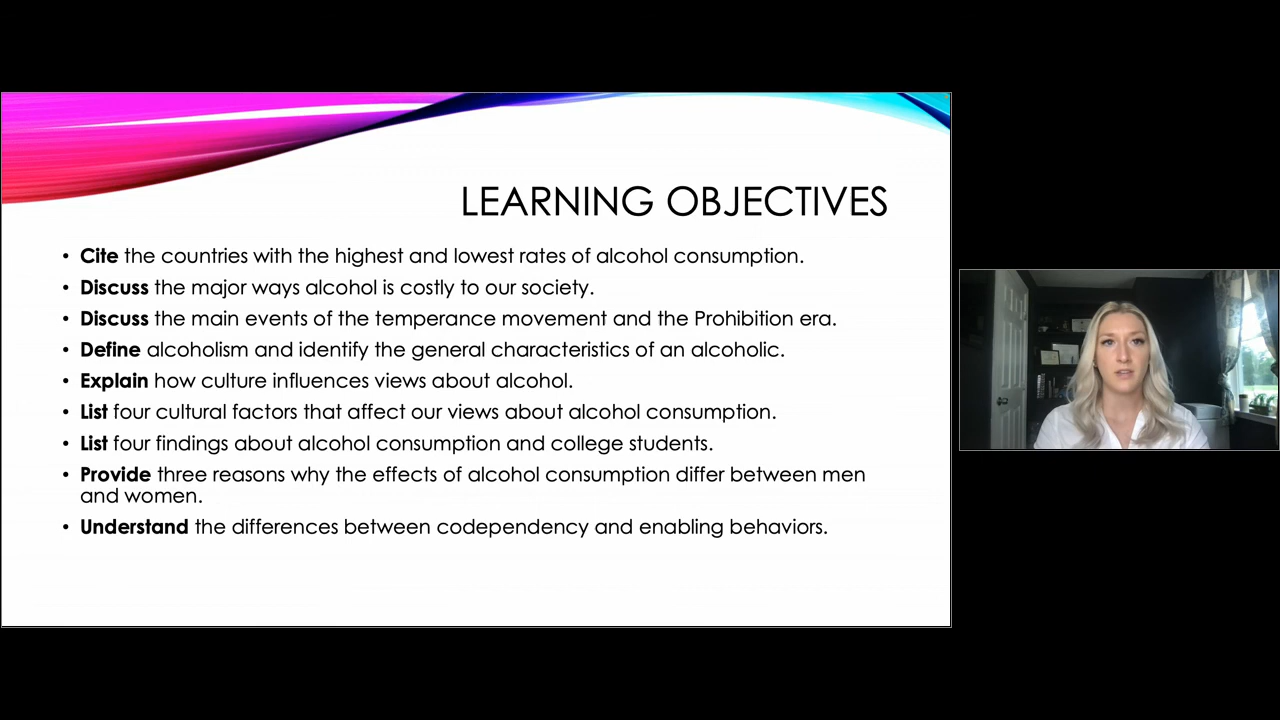 LEARNING OBJECTIVES
• Cite the countries with the highest and lowest rates of alcohol consumption.
• Discuss the major ways alcohol is costly to our society.
• Discuss the main events of the temperance movement and the Prohibition era.
• Define alcoholism and identify the general characteristics of an alcoholic.
• Explain how culture influences views about alcohol.
• List four cultural factors that affect our views about alcohol consumption.
• List four findings about alcohol consumption and college students.
• Provide three reasons why the effects of alcohol consumption differ between men
and women.
• Understand the differences between codependency and enabling behaviors.